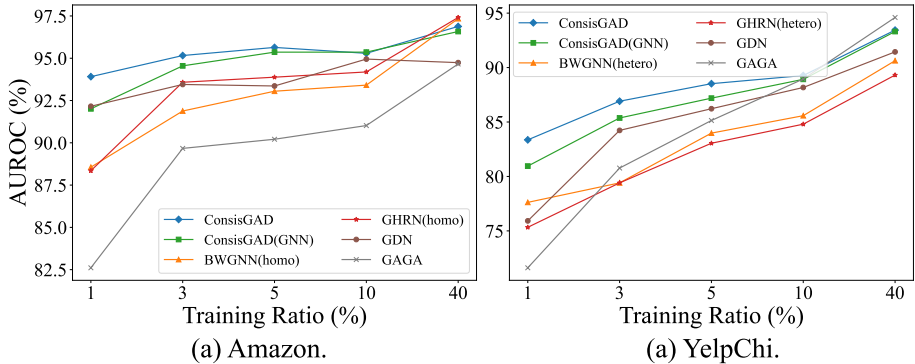 97.5
95.0
92.5
90.0
87.5
85.0
82.5
AUROC (%)
ConsisGAD
ConsisGAD(GNN)
BWGNN(homo)
GHRN(homo)
GDN
GAGA
1 3 5 10 40
Training Ratio (%)
(a) Amazon.
95
90
85
80
75
ConsisGAD
ConsisGAD(GNN)
BWGNN(hetero)
GHRN(hetero)
GDN
GAGA
1 3 5 10 40
Training Ratio (%)
(a) YelpChi.